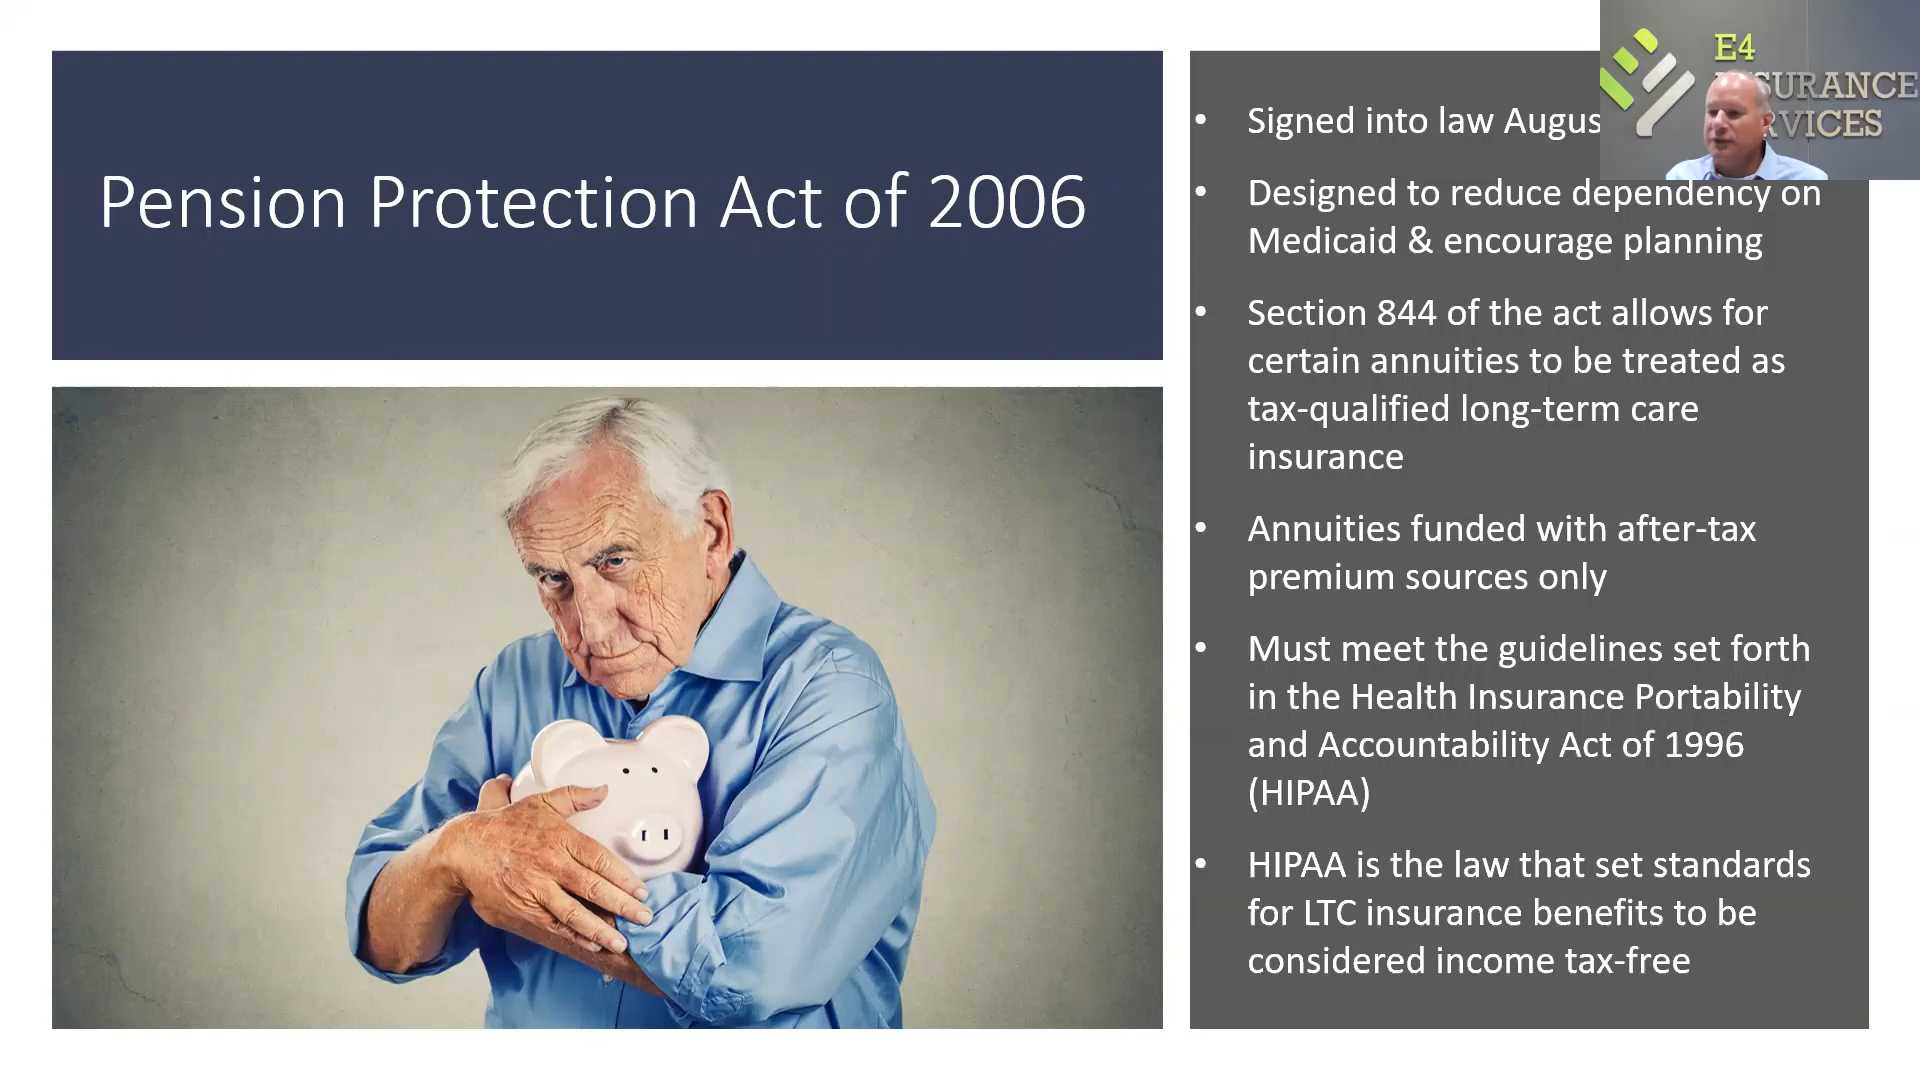 Pension Protection Act of 2006
E4
SURANCE
VICES
• Signed into law
• Designed to reduce dependency on
Medicaid & encourage planning
• Section 844 of the act allows for
certain annuities to be treated as
tax-qualified long-term care
insurance
• Annuities funded with after-tax
premium sources only
• Must meet the guidelines set forth
in the Health Insurance Portability
and Accountability Act of 1996
(HIPAA)
• HIPAA is the law that set standards
for LTC insurance benefits to be
considered income tax-free